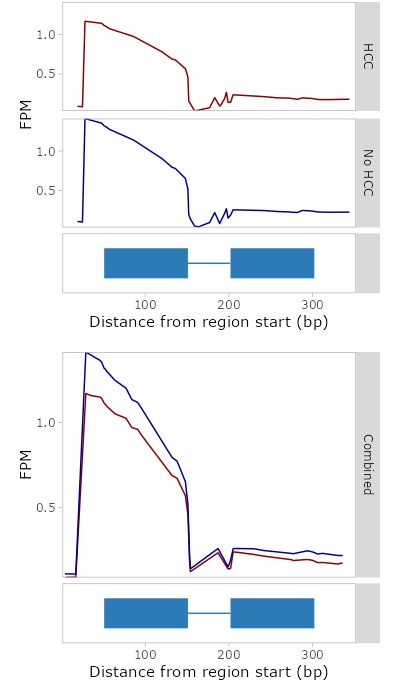 1.0
0.5
HCC
FPM
1.0
0.5
No HCC
100 200 300
Distance from region start (bp)
1.0
0.5
FPM
Combined
100 200 300
Distance from region start (bp)